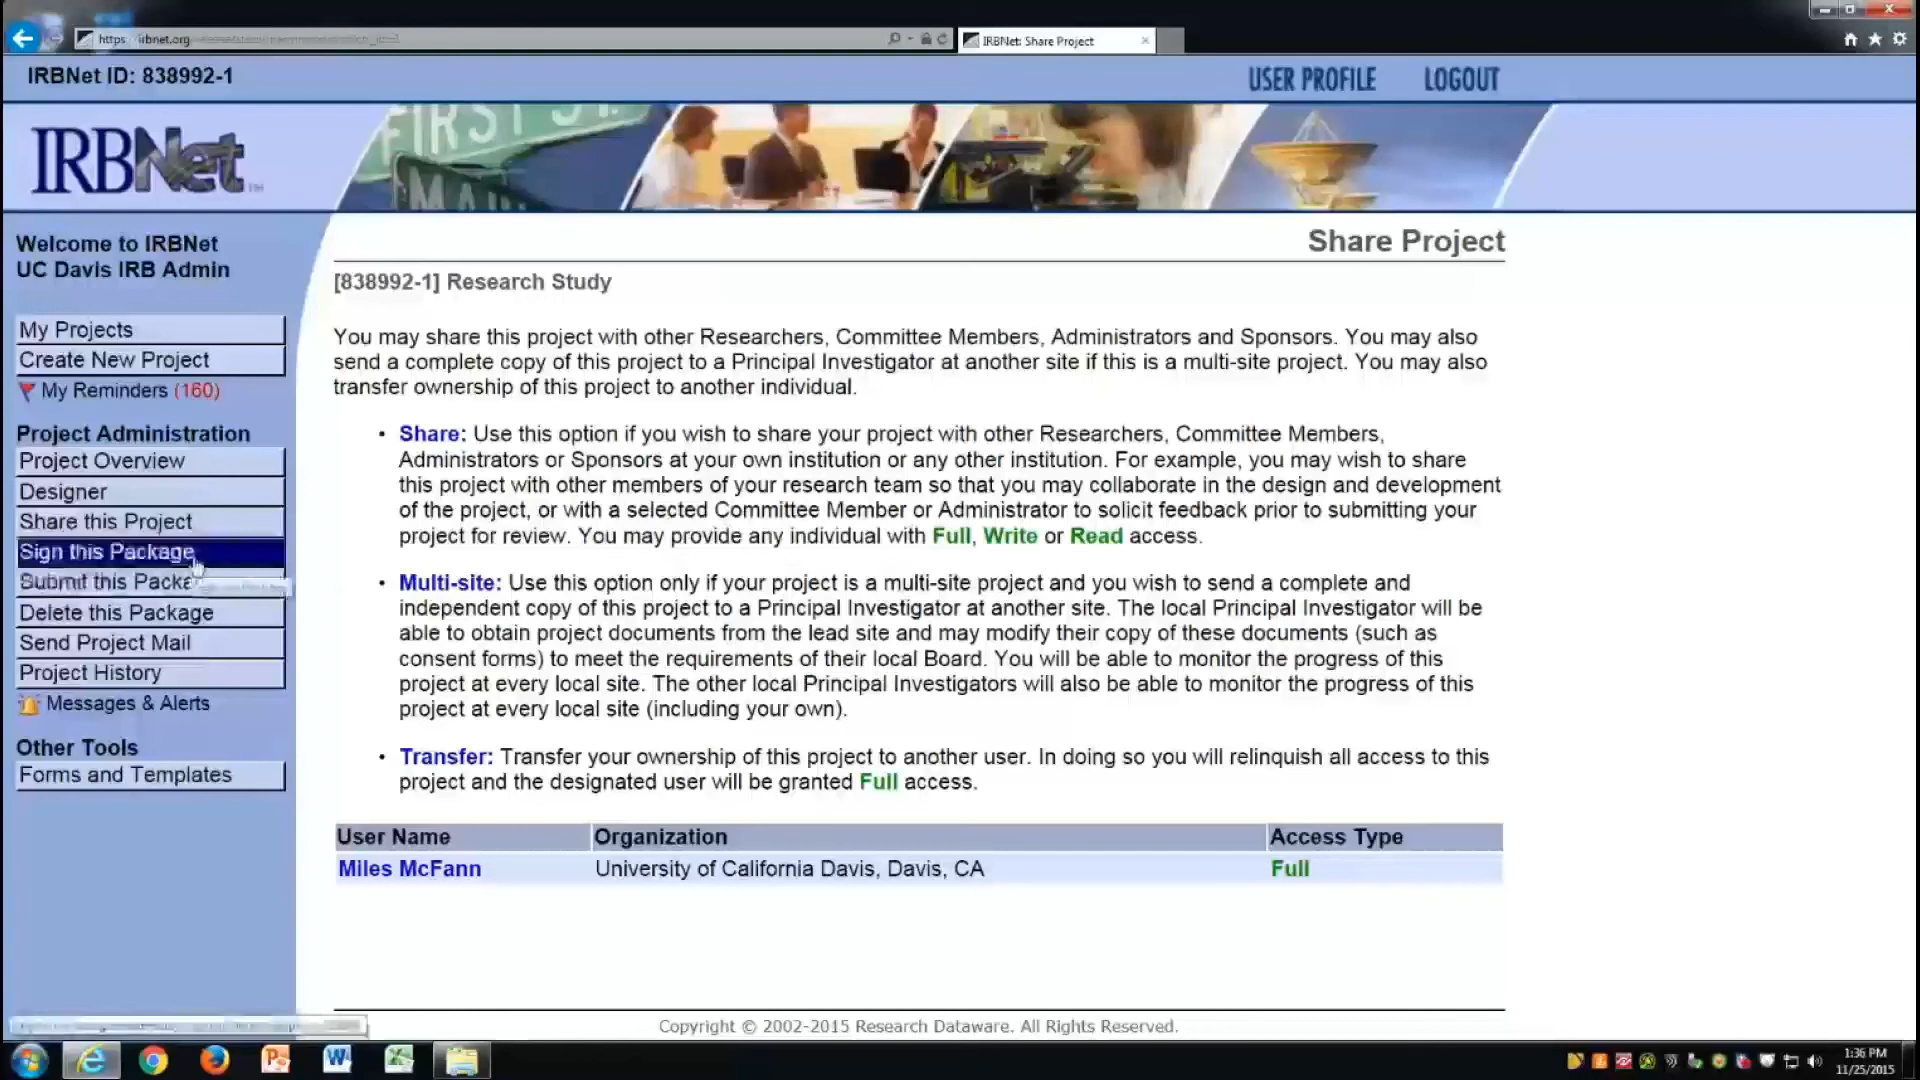 https
irbnet.org
IRBNet: Share Project
IRBNet ID: 838992-1
USER PROFILE
LOGOUT
FIRST ST.
MAIN
IRBNet
Welcome to IRBNet
UC Davis IRB Admin
My Projects
Create New Project
My Reminders (160)
Project Administration
Project Overview
Designer
Share this Project
Sign this Package
Submit this Packa
Delete this Package
Send Project Mail
Project History
Messages & Alerts
Other Tools
Forms and Templates
Share Project
[838992-1] Research Study
You may share this project with other Researchers, Committee Members, Administrators and Sponsors. You may also
send a complete copy of this project to a Principal Investigator at another site if this is a multi-site project. You may also
transfer ownership of this project to another individual.
• Share: Use this option if you wish to share your project with other Researchers, Committee Members,
Administrators or Sponsors at your own institution or any other institution. For example, you may wish to share
this project with other members of your research team so that you may collaborate in the design and development
of the project, or with a selected Committee Member or Administrator to solicit feedback prior to submitting your
project for review. You may provide any individual with Full, Write or Read access.
• Multi-site: Use this option only if your project is a multi-site project and you wish to send a complete and
independent copy of this project to a Principal Investigator at another site. The local Principal Investigator will be
able to obtain project documents from the lead site and may modify their copy of these documents (such as
consent forms) to meet the requirements of their local Board. You will be able to monitor the progress of this
project at every local site. The other local Principal Investigators will also be able to monitor the progress of this
project at every local site (including your own).
• Transfer: Transfer your ownership of this project to another user. In doing so you will relinquish all access to this
project and the designated user will be granted Full access.
User Name Organization Access Type
Miles McFann University of California Davis, Davis, CA Full
Copyright © 2002-2015 Research Dataware. All Rights Reserved.
1:36 PM
11/25/2015